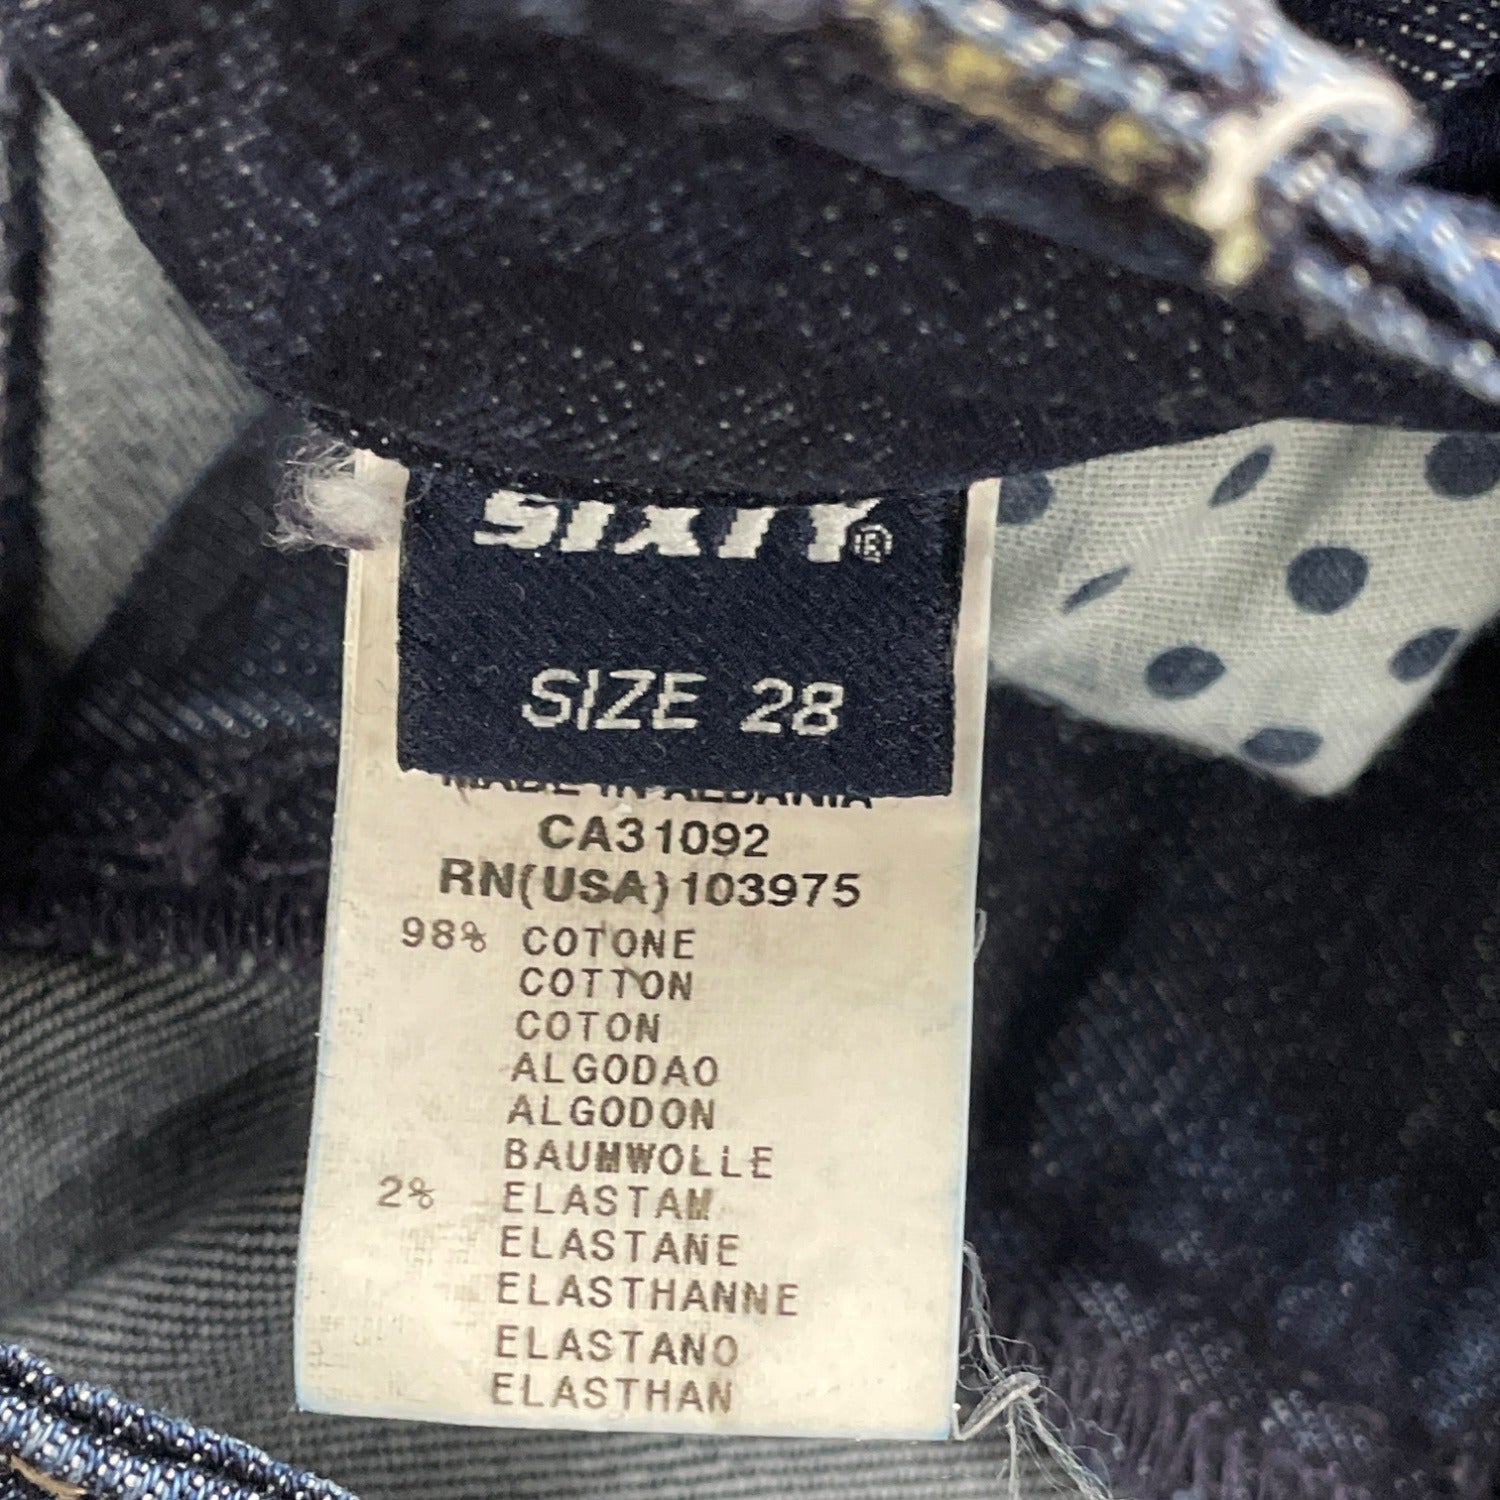 SIXTY®
SIZE 28
MADE IN ALBANIA
CA31092
RN(USA)103975
98% COTONE
COTTON
COTON
ALGODAO
ALGODON
BAUMWOLLE
2% ELASTAM
ELASTANE
ELASTHANNE
ELASTANO
ELASTHAN